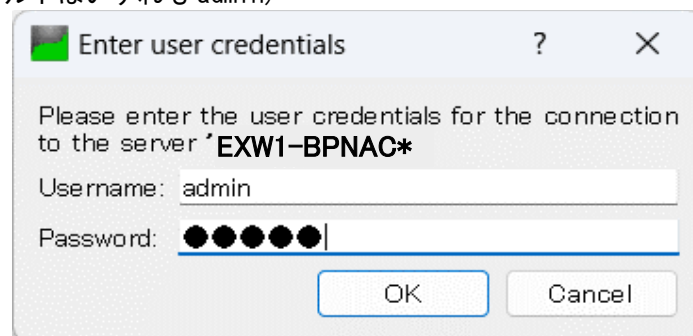 Enter user credentials ? ×
Please enter the user credentials for the connection
to the server 'EXW1-BPNAC*
Username: admin
Password: ●●●●●
OK Cancel